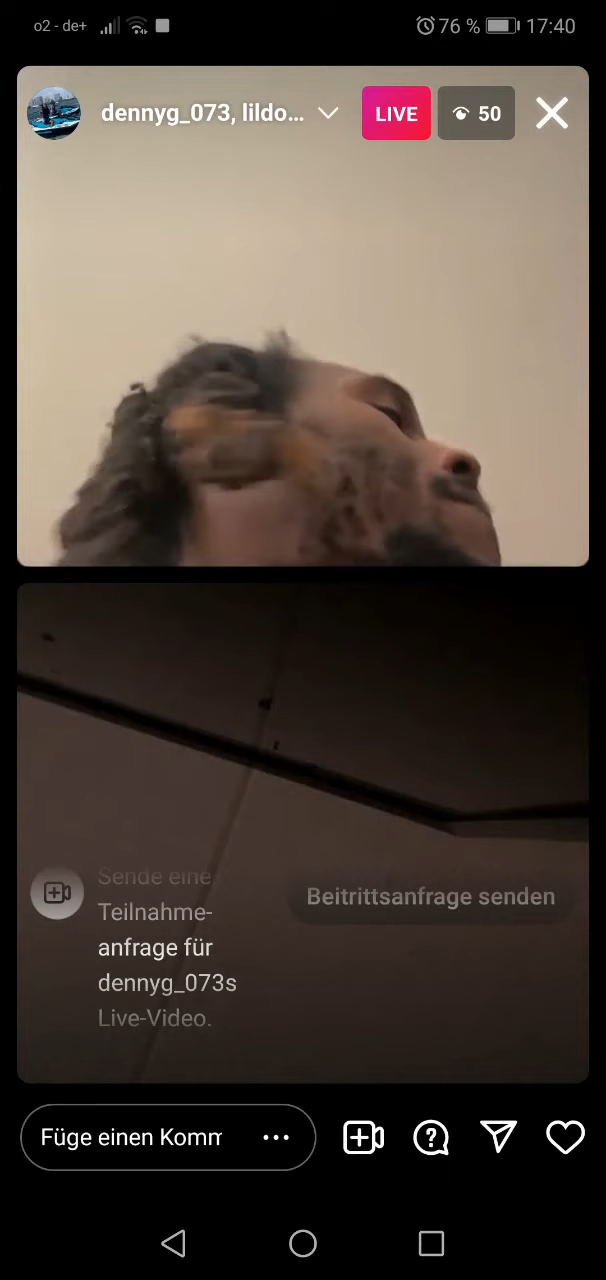 o2 - de+ 76 % 17:40
dennyg_073, lildo... LIVE 50
Sende eine
Teilnahme-
anfrage für
dennyg_073s
Live-Video.
Beitrittsanfrage senden
Füge einen Komm